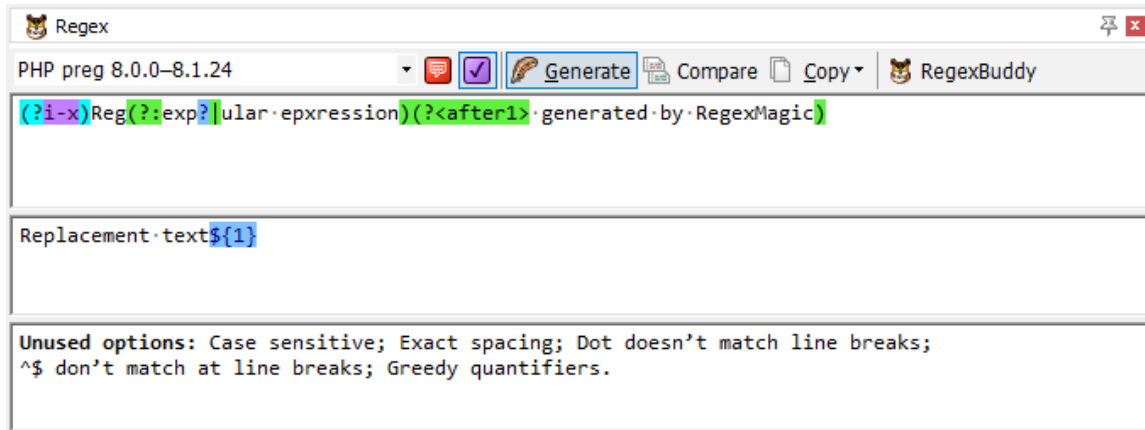 Regex
PHP preg 8.0.0–8.1.24 Generate Compare Copy RegexBuddy
(?i-x)Reg(?:exp?|ular·epxression)(?<after1>·generated·by·RegexMagic)
Replacement·text${1}
Unused options: Case sensitive; Exact spacing; Dot doesn’t match line breaks;
^$ don’t match at line breaks; Greedy quantifiers.